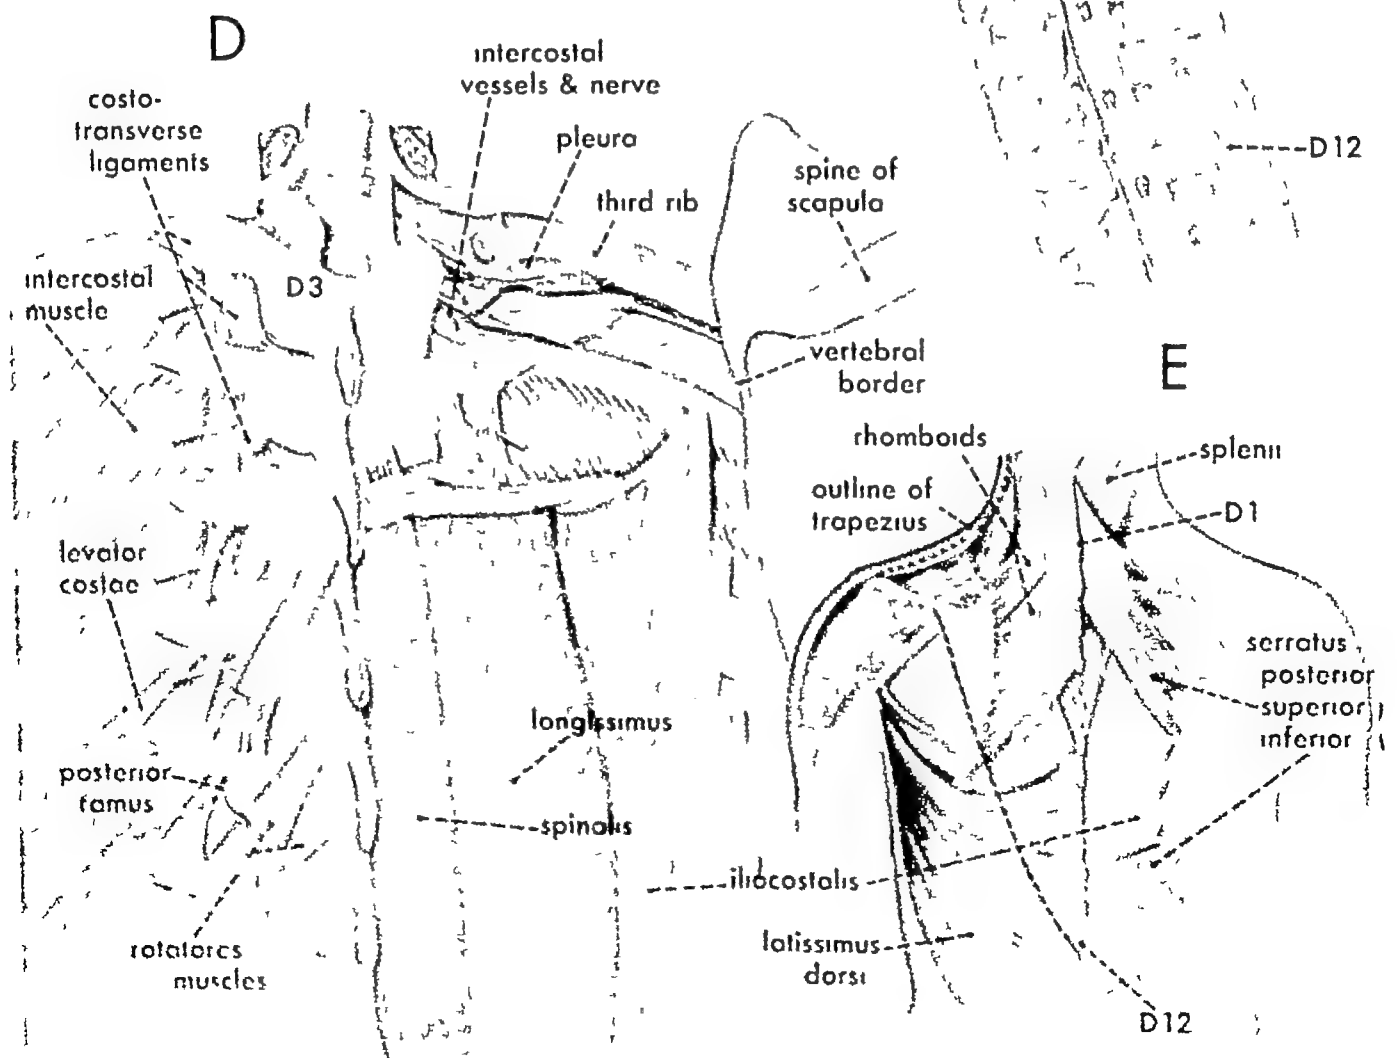 D
intercostal
vessels & nerve
costo-
transverse
ligaments
pleura
third rib
spine of
scapula
D12
intercostal
muscle
D3
vertebral
border
E
rhomboids
splenii
outline of
trapezius
D1
levator
costae
serratus
posterior
superior
inferior
longissimus
posterior
ramus
spinalis
iliocostalis
latissimus
dorsi
rotatores
muscles
D12